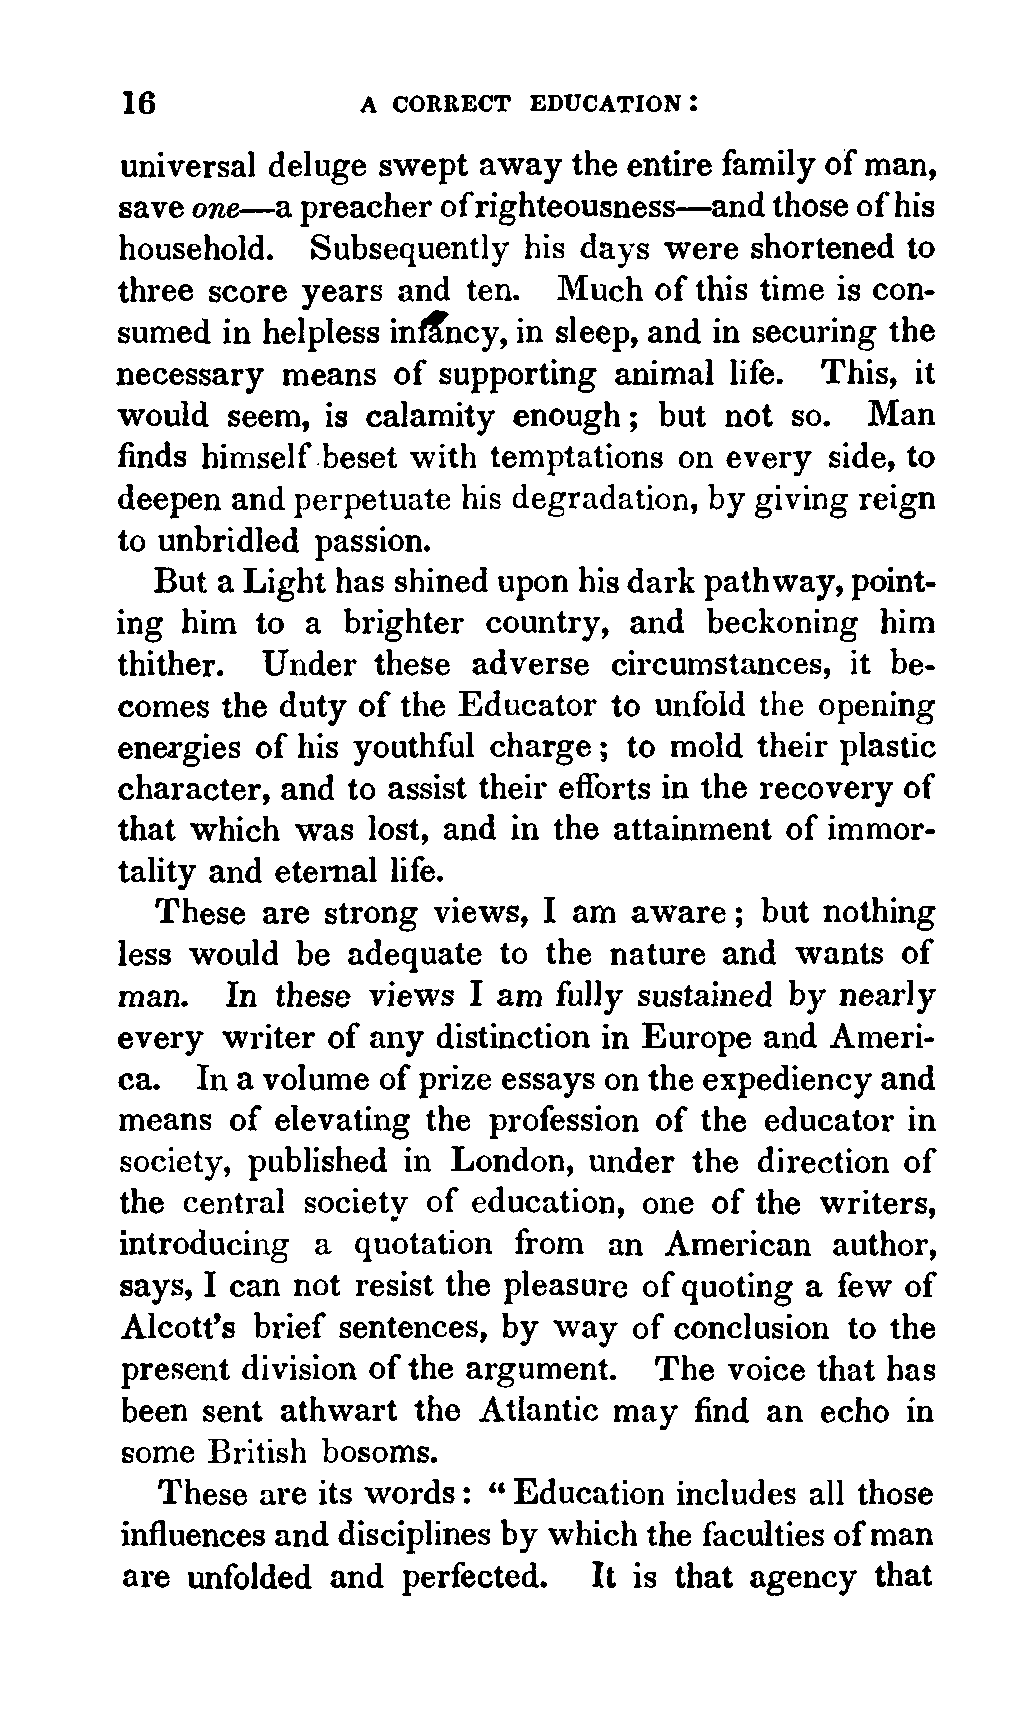 16 A CORRECT EDUCATION:
universal deluge swept away the entire family of man,
save one—a preacher of righteousness—and those of his
household. Subsequently his days were shortened to
three score years and ten. Much of this time is con-
sumed in helpless infancy, in sleep, and in securing the
necessary means of supporting animal life. This, it
would seem, is calamity enough; but not so. Man
finds himself beset with temptations on every side, to
deepen and perpetuate his degradation, by giving reign
to unbridled passion.
But a Light has shined upon his dark pathway, point-
ing him to a brighter country, and beckoning him
thither. Under these adverse circumstances, it be-
comes the duty of the Educator to unfold the opening
energies of his youthful charge; to mold their plastic
character, and to assist their efforts in the recovery of
that which was lost, and in the attainment of immor-
tality and eternal life.
These are strong views, I am aware; but nothing
less would be adequate to the nature and wants of
man. In these views I am fully sustained by nearly
every writer of any distinction in Europe and Ameri-
ca. In a volume of prize essays on the expediency and
means of elevating the profession of the educator in
society, published in London, under the direction of
the central society of education, one of the writers,
introducing a quotation from an American author,
says, I can not resist the pleasure of quoting a few of
Alcott's brief sentences, by way of conclusion to the
present division of the argument. The voice that has
been sent athwart the Atlantic may find an echo in
some British bosoms.
These are its words: “Education includes all those
influences and disciplines by which the faculties of man
are unfolded and perfected. It is that agency that